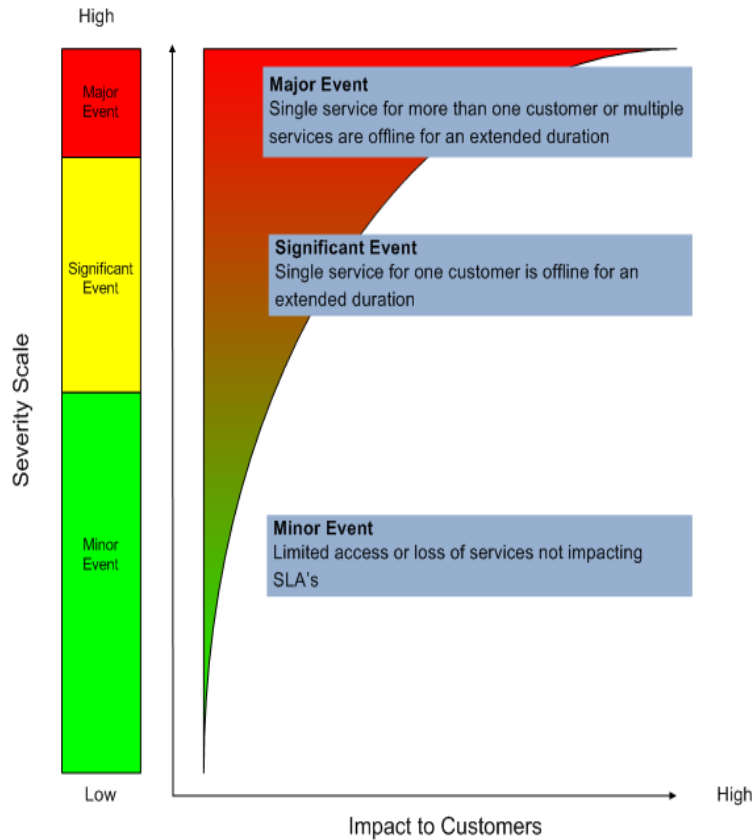 High
Major
Event
Major Event
Single service for more than one customer or multiple
services are offline for an extended duration
Significant
Event
Significant Event
Single service for one customer is offline for an
extended duration
Severity Scale
Minor
Event
Minor Event
Limited access or loss of services not impacting
SLA's
Low
High
Impact to Customers